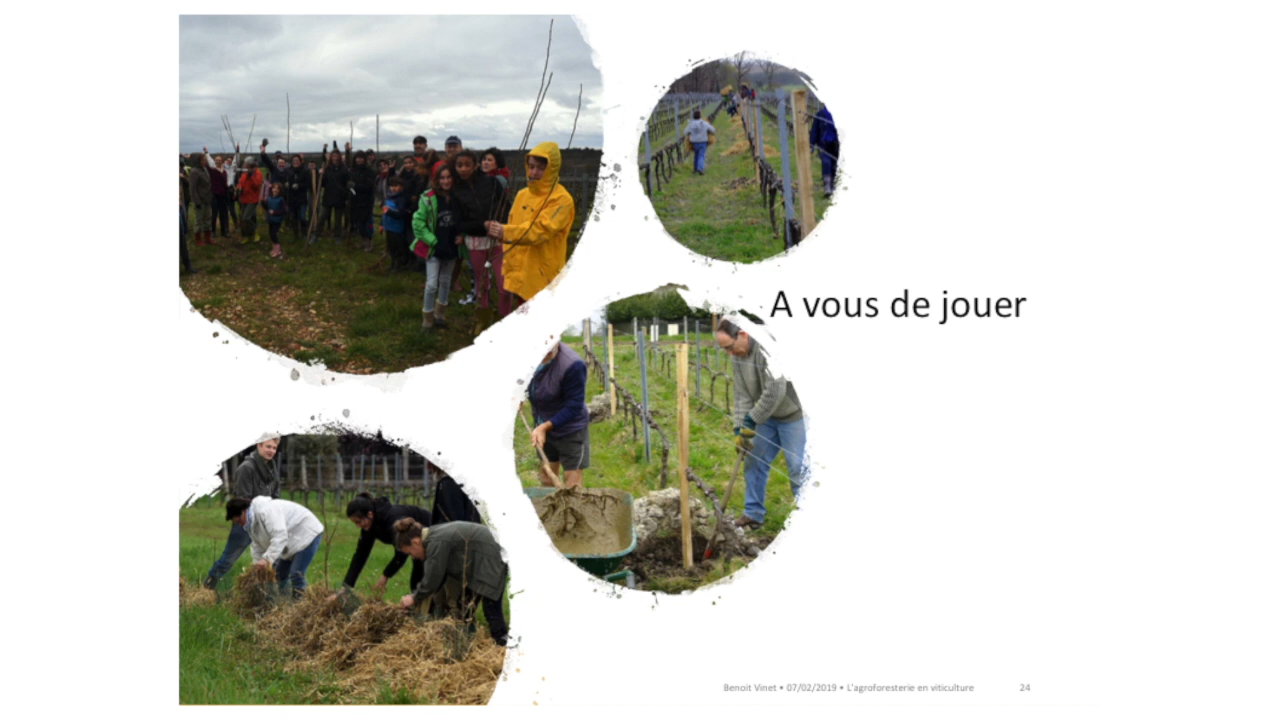 A vous de jouer
Benoit Vinet • 07/02/2019 • L'agroforesterie en viticulture 24